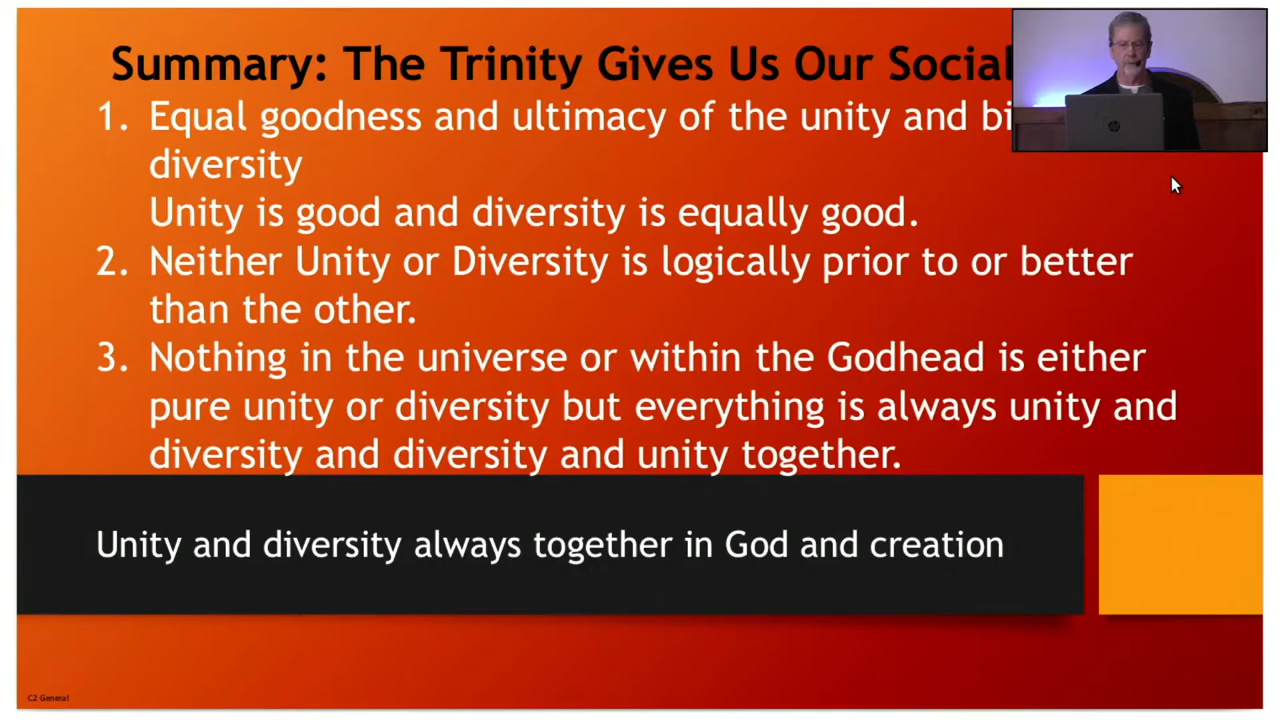 Summary: The Trinity Gives Us Our Social
1. Equal goodness and ultimacy of the unity and
diversity
Unity is good and diversity is equally good.
2. Neither Unity or Diversity is logically prior to or better
than the other.
3. Nothing in the universe or within the Godhead is either
pure unity or diversity but everything is always unity and
diversity and diversity and unity together.
Unity and diversity always together in God and creation
C2 General
hp